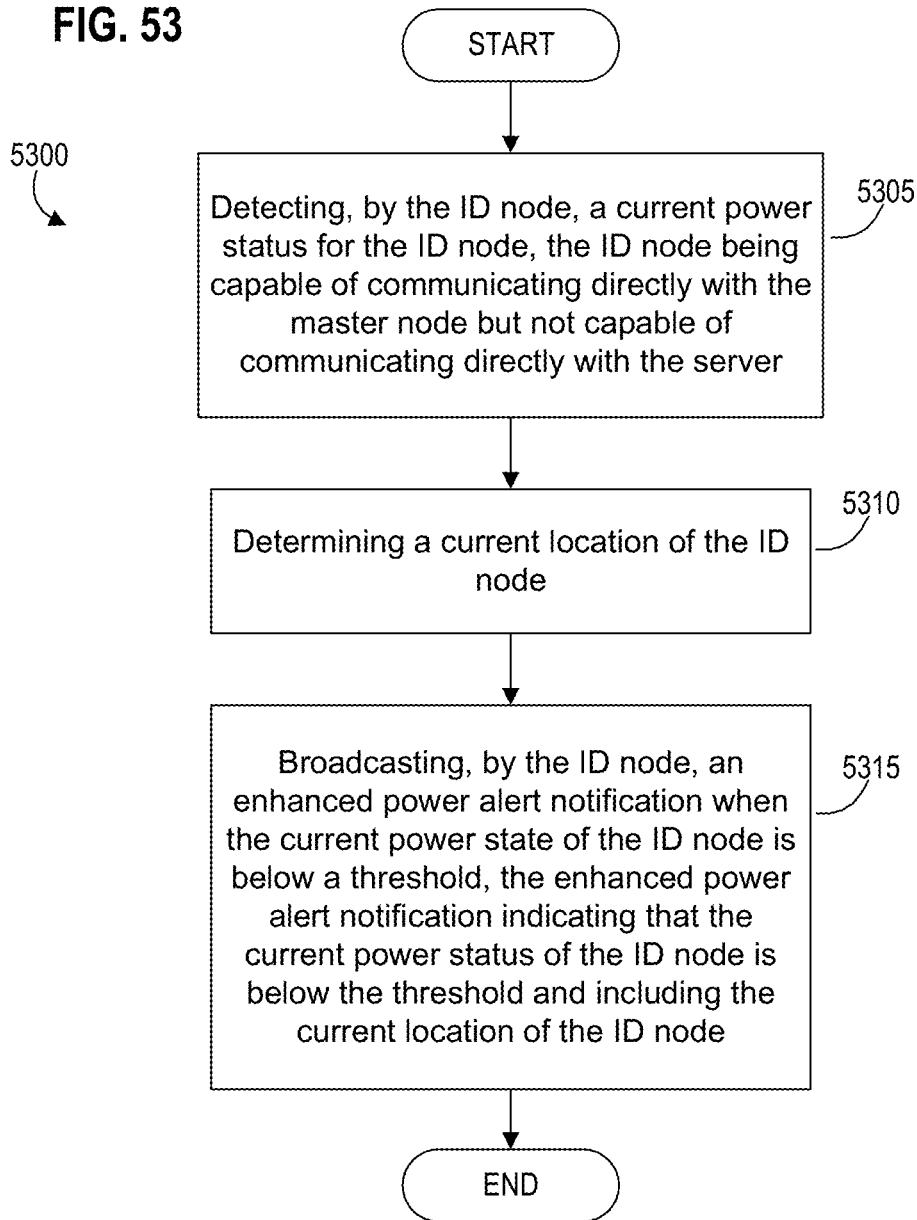 FIG. 53
START
5300
5305
Detecting, by the ID node, a current power
status for the ID node, the ID node being
capable of communicating directly with the
master node but not capable of
communicating directly with the server
5310
Determining a current location of the ID
node
5315
Broadcasting, by the ID node, an
enhanced power alert notification when
the current power state of the ID node is
below a threshold, the enhanced power
alert notification indicating that the
current power status of the ID node is
below the threshold and including the
current location of the ID node
END